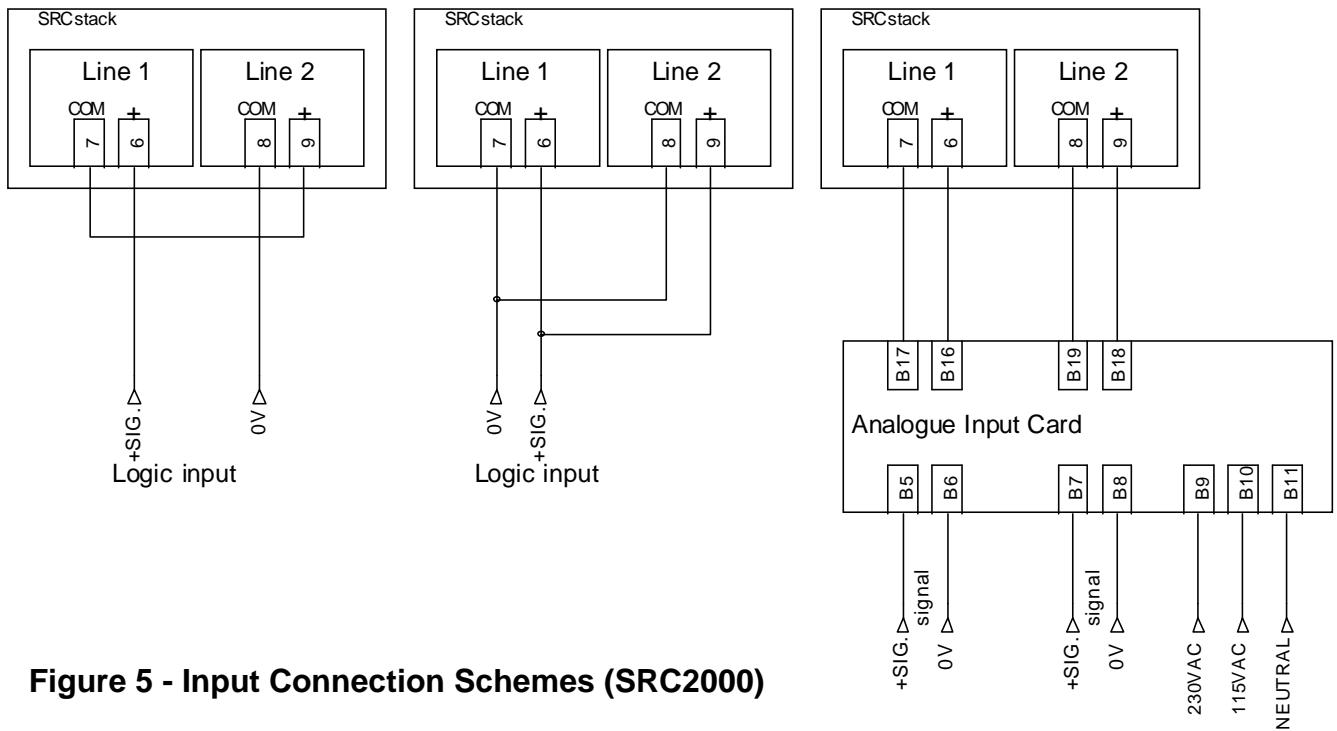 SRCstack
Line 1
Line 2
COM +
COM +
7 6
8 9
+SIG.
0V
Logic input
SRCstack
Line 1
Line 2
COM +
COM +
7 6
8 9
0V
+SIG.
Logic input
SRCstack
Line 1
Line 2
COM +
COM +
7 6
8 9
B17 B16 B19 B18
Analogue Input Card
B5 B6 B7 B8 B9 B10 B11
+SIG.
signal
0V
+SIG.
signal
0V
230VAC
115VAC
NEUTRAL
Figure 5 - Input Connection Schemes (SRC2000)